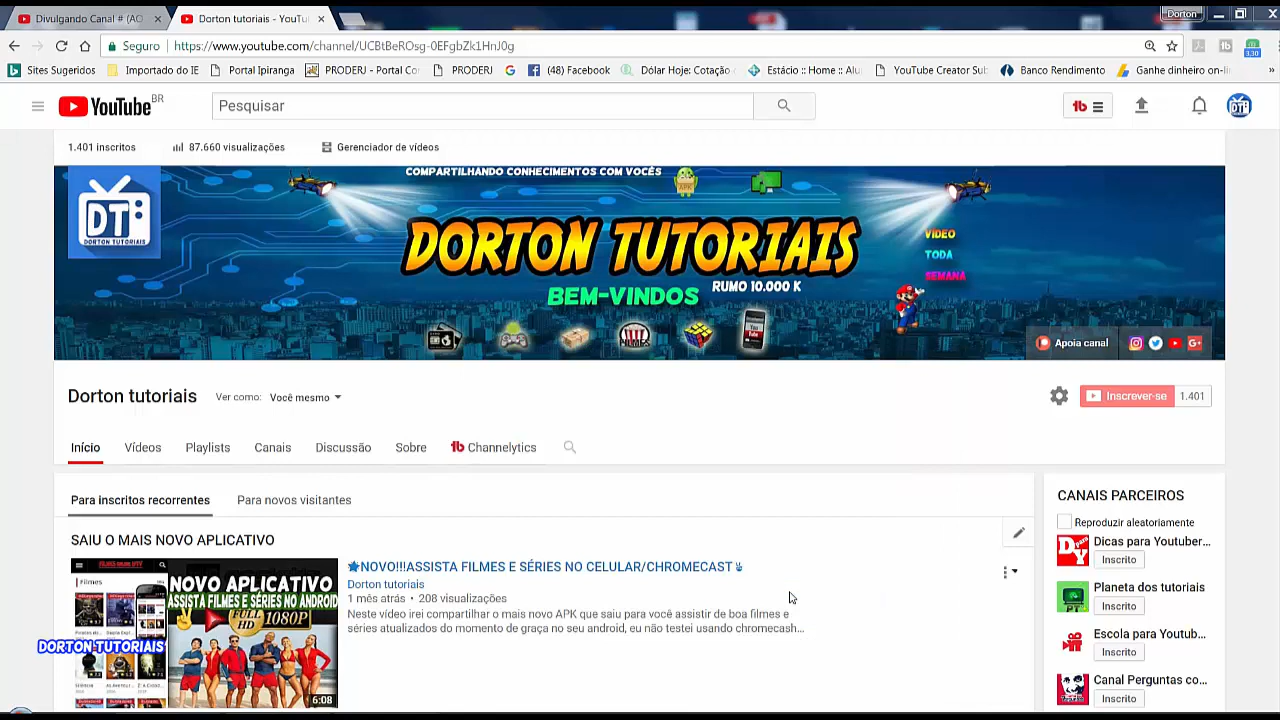 Divulgando Canal # (AO
Dorton tutoriais - YouTu
Dorton
Seguro
https://www.youtube.com/channel/UCBtBeROsg-0EFgbZk1HnJ0g
3.30
Sites Sugeridos
Importado do IE
Portal Ipiranga
PRODERJ - Portal Co
PRODERJ
(48) Facebook
Dólar Hoje: Cotação
Estácio :: Home :: Alu
YouTube Creator Sub
Banco Rendimento
Ganhe dinheiro on-li
YouTube BR
Pesquisar
1.401 inscritos
87.660 visualizações
Gerenciador de vídeos
COMPARTILHANDO CONHECIMENTOS COM VOCÊS
DT
DORTON TUTORIAIS
DORTON TUTORIAIS
VIDEO
TODA
SEMANA
BEM-VINDOS
RUMO 10.000 K
Apoia canal
Dorton tutoriais
Ver como:
Você mesmo
Inscrever-se
1.401
Início
Vídeos
Playlists
Canais
Discussão
Sobre
Channelytics
Para inscritos recorrentes
Para novos visitantes
SAIU O MAIS NOVO APLICATIVO
NOVO!!!ASSISTA FILMES E SÉRIES NO CELULAR/CHROMECAST
Dorton tutoriais
1 mês atrás • 208 visualizações
Neste video irei compartilhar o mais novo APK que saiu para você assistir de boa filmes e
séries atualizados do momento de graça no seu android, eu não testei usando chromecash...
Filmes
NOVO APLICATIVO
ASSISTA FILMES E SÉRIES NO ANDROID
FULL HD 1080P
6:08
DORTON TUTORIAIS
CANAIS PARCEIROS
Reproduzir aleatoriamente
Dicas para Youtuber...
Inscrito
Planeta dos tutoriais
Inscrito
Escola para Youtub...
Inscrito
Canal Perguntas co...
Inscrito